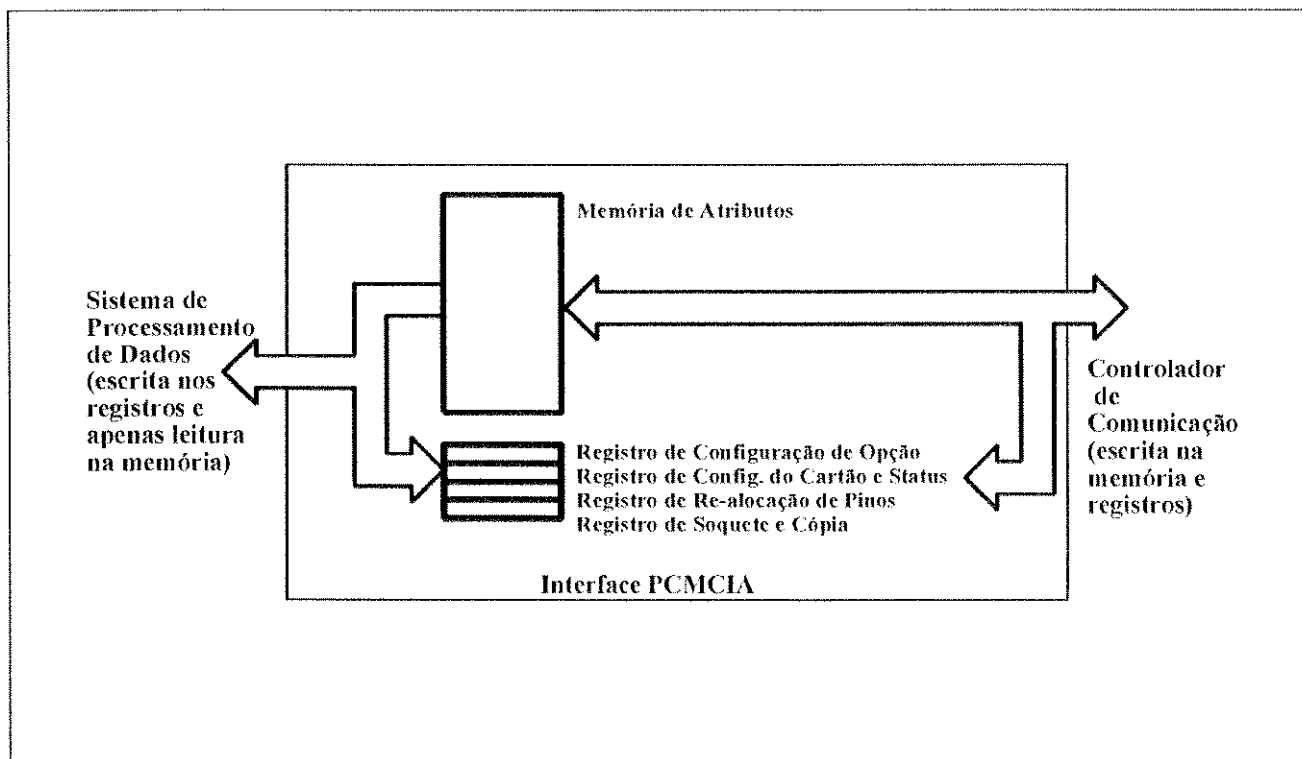 Memória de Atributos
Sistema de
Processamento
de Dados
(escrita nos
registros e
apenas leitura
na memória)
Controlador
de
Comunicação
(escrita na
memória e
registros)
Registro de Configuração de Opção
Registro de Config. do Cartão e Status
Registro de Re-alocação de Pinos
Registro de Soquete e Cópia
Interface PCMCIA